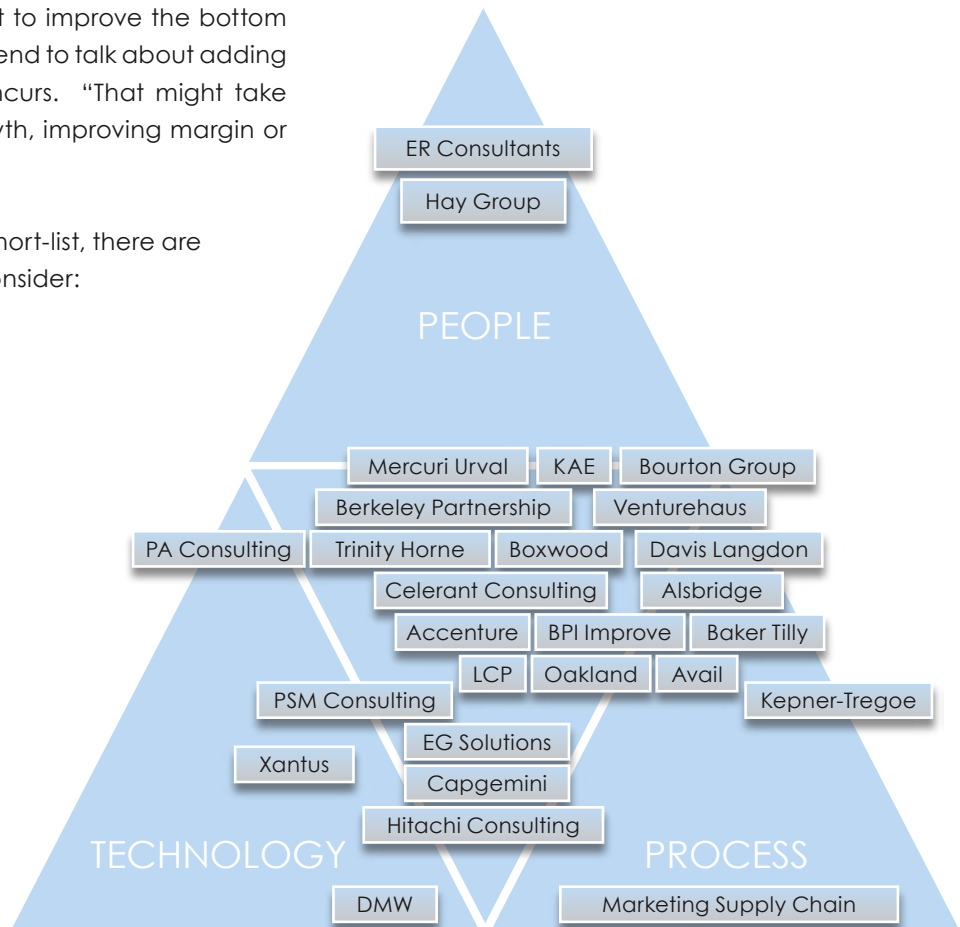 t to improve the bottom
end to talk about adding
ncurs. “That might take
th, improving margin or
hort-list, there are
onsider:
ER Consultants
Hay Group
PEOPLE
Mercuri Urval KAE Bourton Group
Berkeley Partnership Venturehaus
PA Consulting Trinity Horne Boxwood Davis Langdon
Celerant Consulting Alsbridge
Accenture BPI Improve Baker Tilly
LCP Oakland Avail
PSM Consulting Kepner-Tregoe
EG Solutions
Xantus
Capgemini
Hitachi Consulting
TECHNOLOGY PROCESS
DMW Marketing Supply Chain